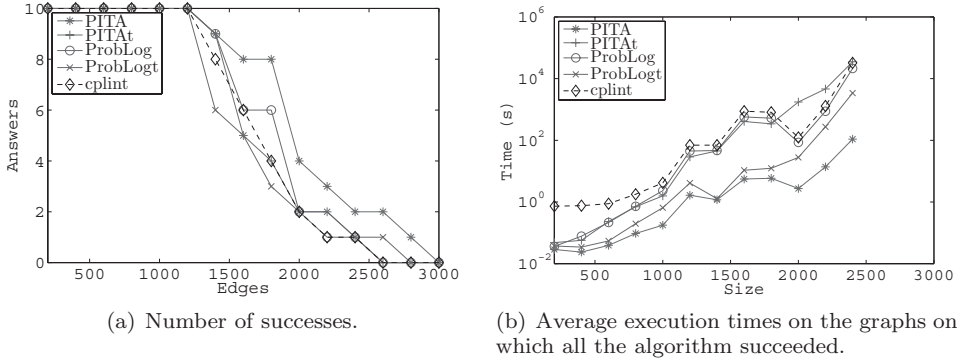 10
8
6
4
2
0
Answers
PITA
PITAt
ProbLog
ProbLogt
cplint
500 1000 1500 2000 2500 3000
Edges
(a) Number of successes.
10^6
10^4
10^2
10^0
10^-2
Time (s)
PITA
PITAt
ProbLog
ProbLogt
cplint
500 1000 1500 2000 2500 3000
Size
(b) Average execution times on the graphs on
which all the algorithm succeeded.